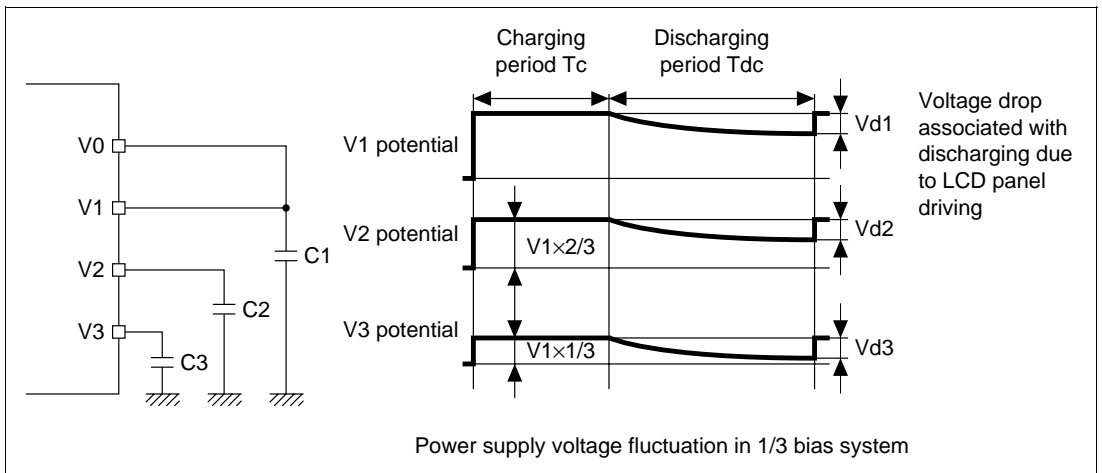 Charging
period Tc
Discharging
period Tdc
V0
V1
V2
V3
C1
C2
C3
V1 potential
Vd1
Voltage drop
associated with
discharging due
to LCD panel
driving
V2 potential
V1×2/3
Vd2
V3 potential
V1×1/3
Vd3
Power supply voltage fluctuation in 1/3 bias system